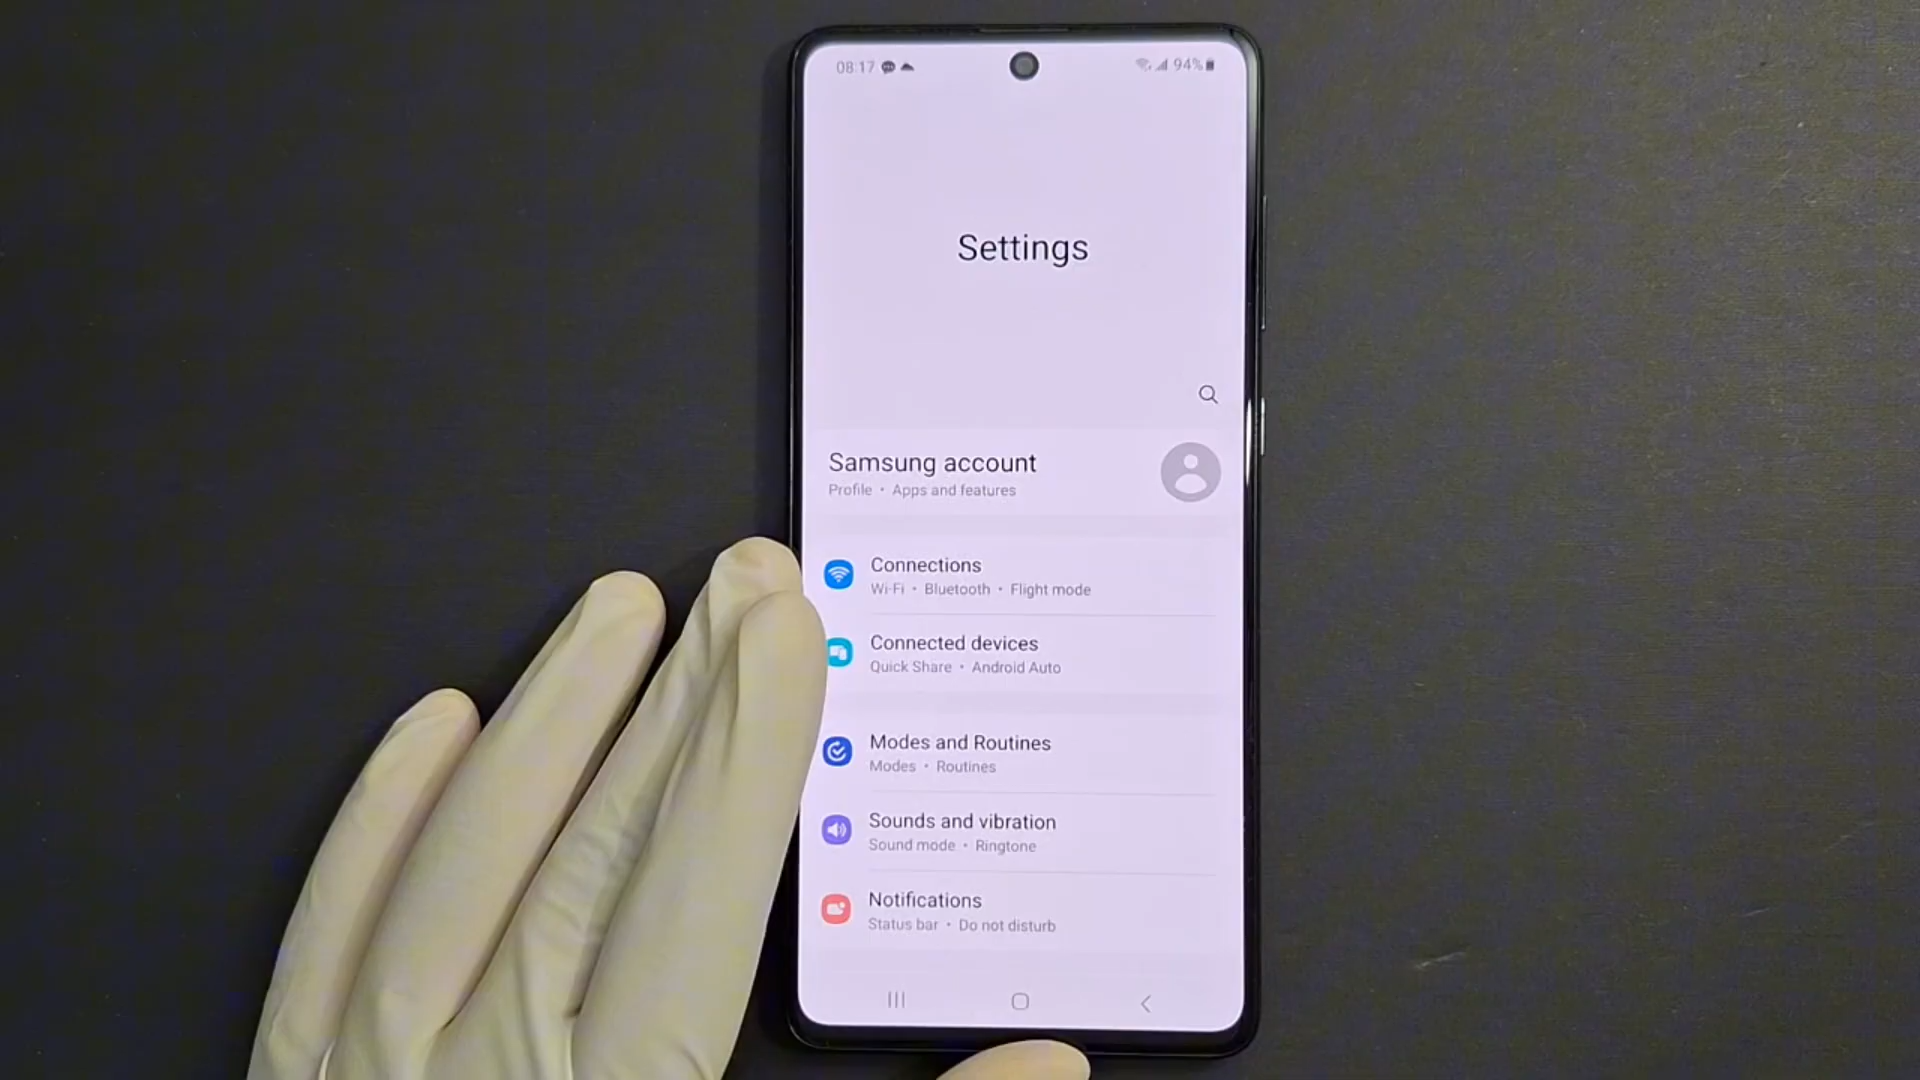 08:17
94%
Settings
Samsung account
Profile • Apps and features
Connections
Wi-Fi • Bluetooth • Flight mode
Connected devices
Quick Share • Android Auto
Modes and Routines
Modes • Routines
Sounds and vibration
Sound mode • Ringtone
Notifications
Status bar • Do not disturb